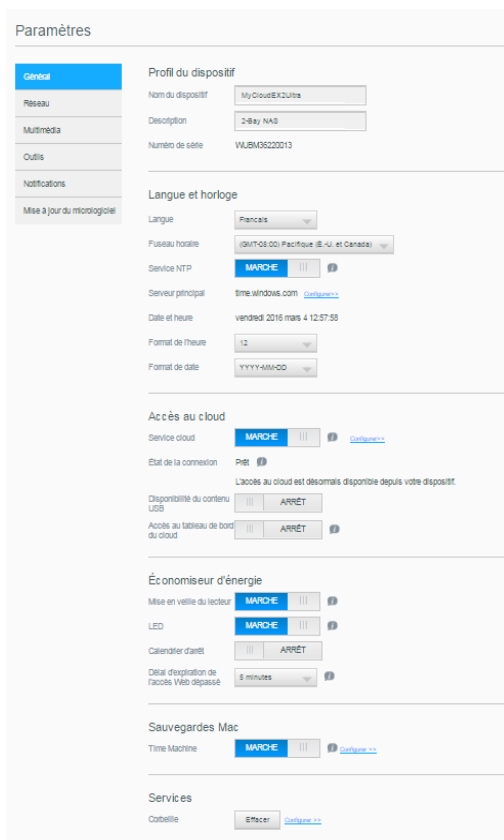 Paramètres
Général
Réseau
Multimédia
Outils
Notifications
Mise à jour du micrologiciel
Profil du dispositif
Nom du dispositif MyCloudEX2Ultra
Description 2-Bay NAS
Numéro de série WUBM36220013
Langue et horloge
Langue Francais
Fuseau horaire (GMT-08:00) Pacifique (É.-U. et Canada)
Service NTP MARCHE
Serveur principal time.windows.com Configurer>>
Date et heure vendredi 2016 mars 4 12:57:58
Format de l'heure 12
Format de date YYYY-MM-DD
Accès au cloud
Service cloud MARCHE Configurer>>
État de la connexion Prêt
L'accès au cloud est désormais disponible depuis votre dispositif.
Disponibilité du contenu
USB ARRÊT
Accès au tableau de bord
du cloud ARRÊT
Économiseur d'énergie
Mise en veille du lecteur MARCHE
LED MARCHE
Calendrier d'arrêt ARRÊT
Délai d'expiration de
l'accès Web dépassé 5 minutes
Sauvegardes Mac
Time Machine MARCHE Configurer >>
Services
Corbeille Effacer Configurer >>